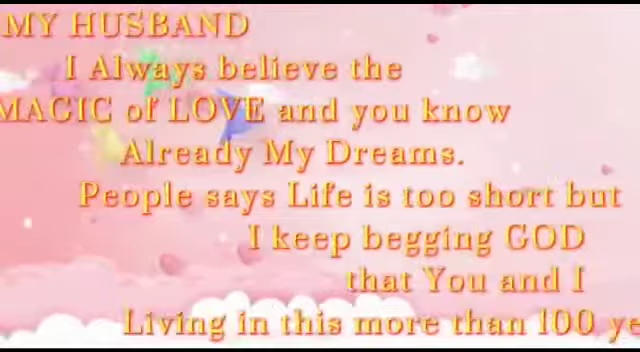 MY HUSBAND
I Always believe the
MAGIC of LOVE and you know
Already My Dreams.
People says Life is too short but
I keep begging GOD
that You and I
Living in this more than 100 ye